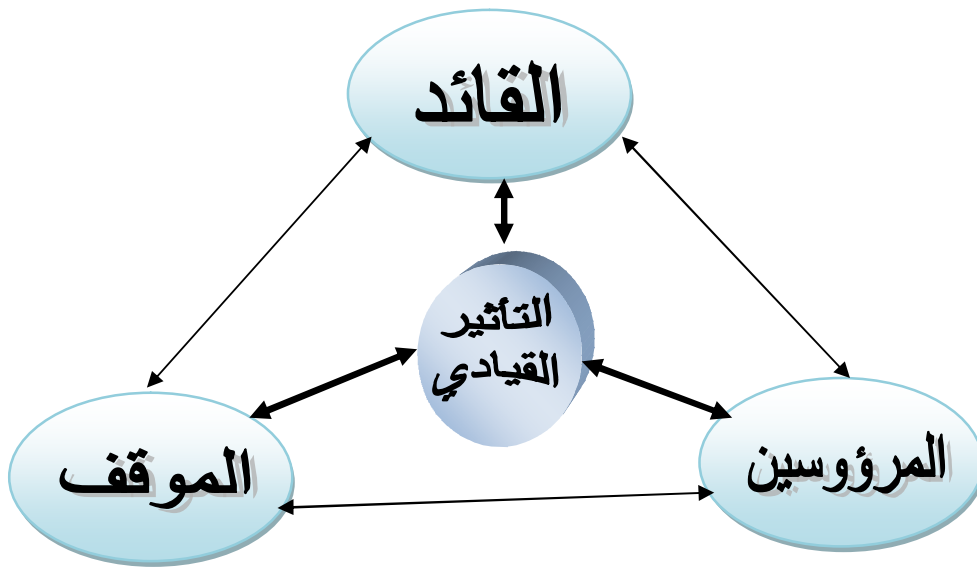 القائد
التأثير
القيادي
المرؤوسين
الموقف